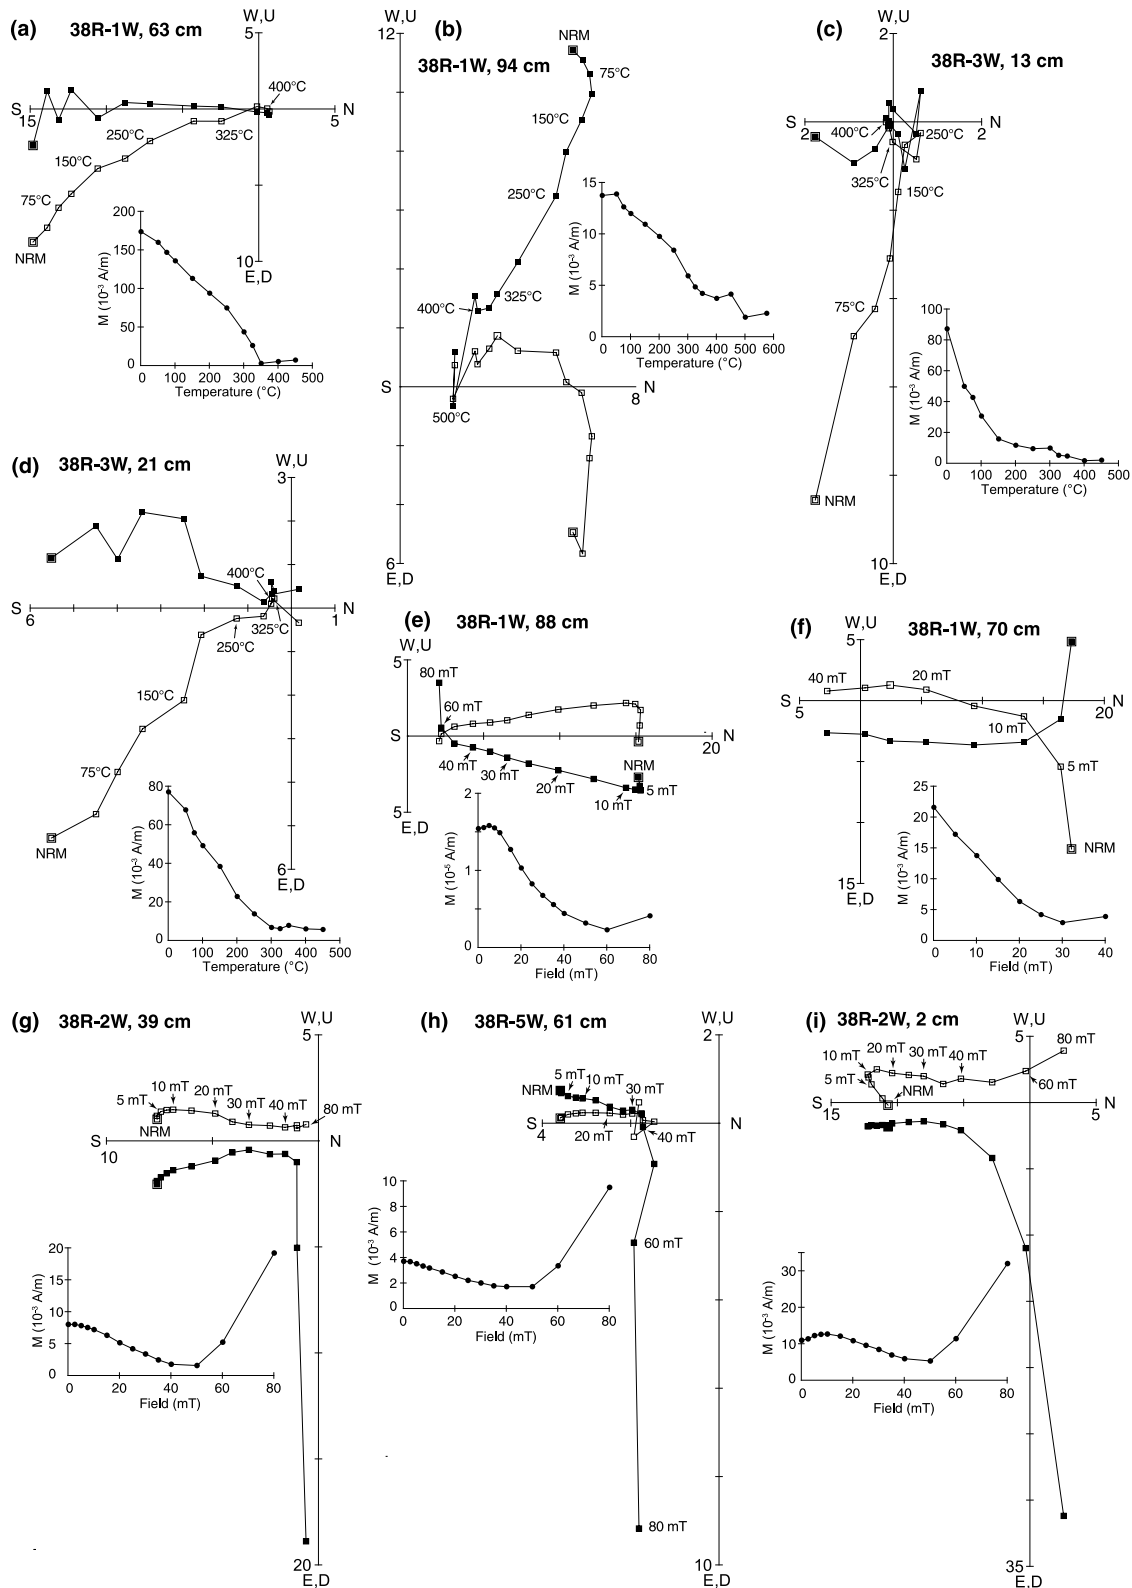 (a) 38R-1W, 63 cm
W,U
5
S
15
N
5
400°C
325°C
250°C
150°C
75°C
NRM
10
E,D
200
150
100
50
0
M (10⁻³ A/m)
0 100 200 300 400 500
Temperature (°C)
(b)
38R-1W, 94 cm
W,U
12
NRM
75°C
150°C
250°C
325°C
400°C
500°C
S
N
8
6
E,D
15
10
5
0
M (10⁻³ A/m)
0 100 200 300 400 500 600
Temperature (°C)
(c)
38R-3W, 13 cm
W,U
2
S
2
N
2
400°C
250°C
325°C
150°C
75°C
NRM
10
E,D
100
80
60
40
20
0
M (10⁻³ A/m)
0 100 200 300 400 500
Temperature (°C)
(d) 38R-3W, 21 cm
W,U
3
S
6
N
1
400°C
325°C
250°C
150°C
75°C
NRM
6
E,D
80
60
40
20
0
M (10⁻³ A/m)
0 100 200 300 400 500
Temperature (°C)
(e) 38R-1W, 88 cm
W,U
5
80 mT
60 mT
S
N
20
40 mT
30 mT
20 mT
10 mT
5 mT
NRM
5
E,D
2
1
0
M (10⁻⁵ A/m)
0 20 40 60 80
Field (mT)
(f) 38R-1W, 70 cm
W,U
5
40 mT
20 mT
S
5
N
20
10 mT
5 mT
NRM
15
E,D
25
20
15
10
5
0
M (10⁻³ A/m)
0 10 20 30 40
Field (mT)
(g) 38R-2W, 39 cm
W,U
5
10 mT
5 mT
20 mT
30 mT
40 mT
80 mT
NRM
S
10
N
20
E,D
20
15
10
5
0
M (10⁻³ A/m)
0 20 40 60 80
Field (mT)
(h) 38R-5W, 61 cm
W,U
2
5 mT
10 mT
30 mT
NRM
S
4
N
20 mT
40 mT
60 mT
80 mT
10
E,D
10
8
6
4
2
0
M (10⁻³ A/m)
0 20 40 60 80
Field (mT)
(i) 38R-2W, 2 cm
W,U
5
80 mT
20 mT
30 mT
40 mT
10 mT
5 mT
NRM
60 mT
S
15
N
5
35
E,D
30
20
10
0
M (10⁻³ A/m)
0 20 40 60 80
Field (mT)